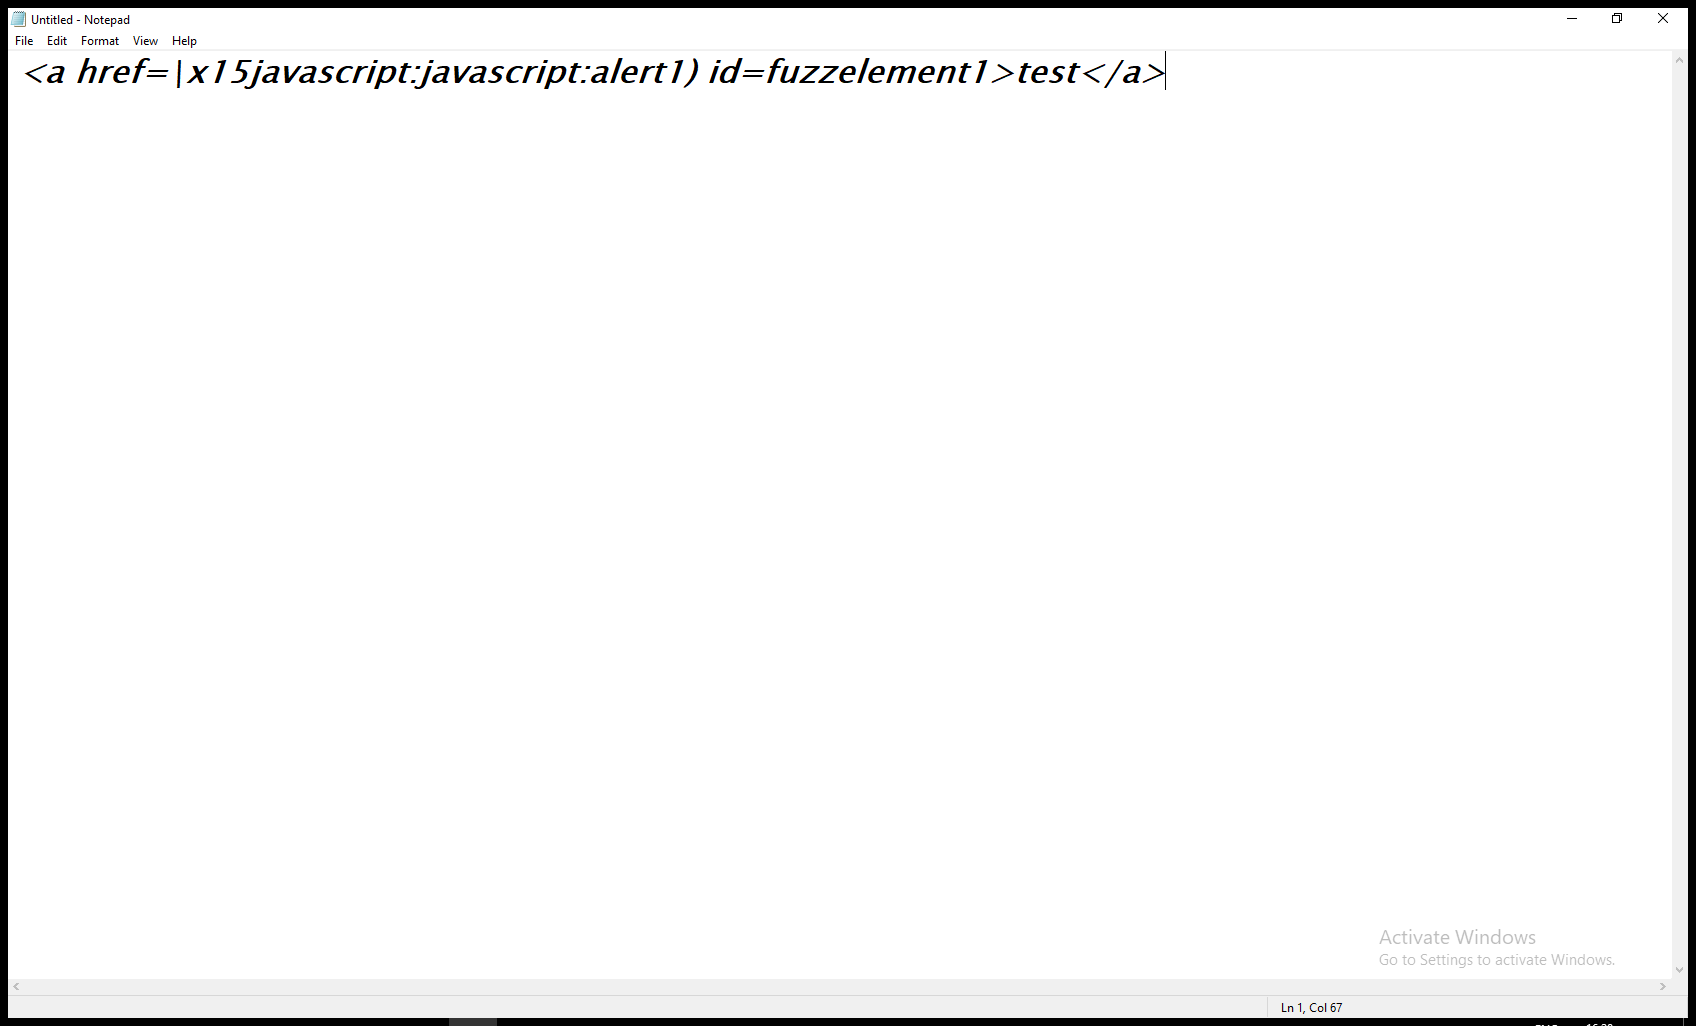 Untitled - Notepad
File Edit Format View Help
<a href=|x15javascript:javascript:alert1) id=fuzzelement1>test</a>
Activate Windows
Go to Settings to activate Windows.
Ln 1, Col 67